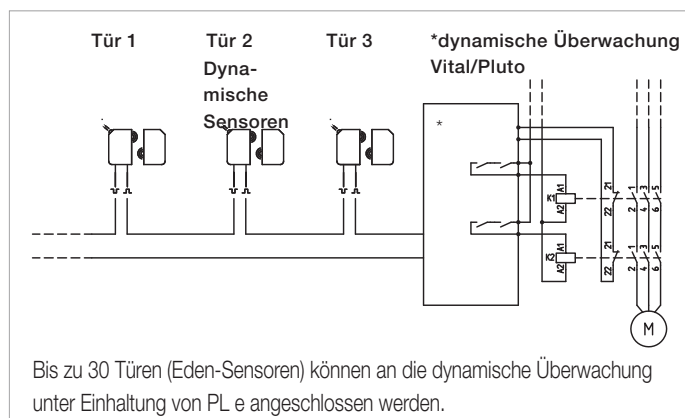 Tür 1
Tür 2
Dyna-
mische
Sensoren
Tür 3
*dynamische Überwachung
Vital/Pluto
*
K1
A1
A2
21
22
1
2
3
4
5
6
K2
A1
A2
21
22
1
2
3
4
5
6
M
Bis zu 30 Türen (Eden-Sensoren) können an die dynamische Überwachung
unter Einhaltung von PL e angeschlossen werden.